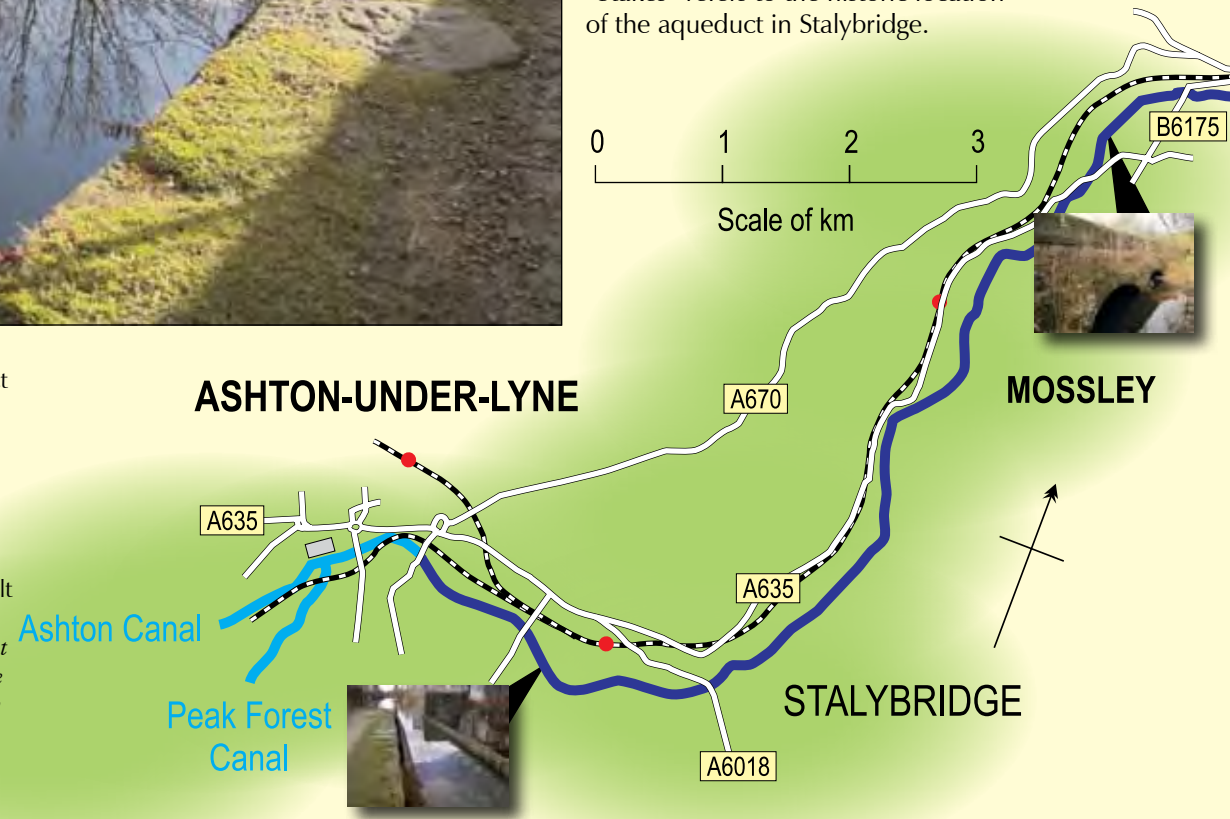 of the aqueduct in Stalybridge.
0 1 2 3
Scale of km
B6175
ASHTON-UNDER-LYNE
A670
MOSSLEY
A635
A635
Ashton Canal
Peak Forest
Canal
STALYBRIDGE
A6018